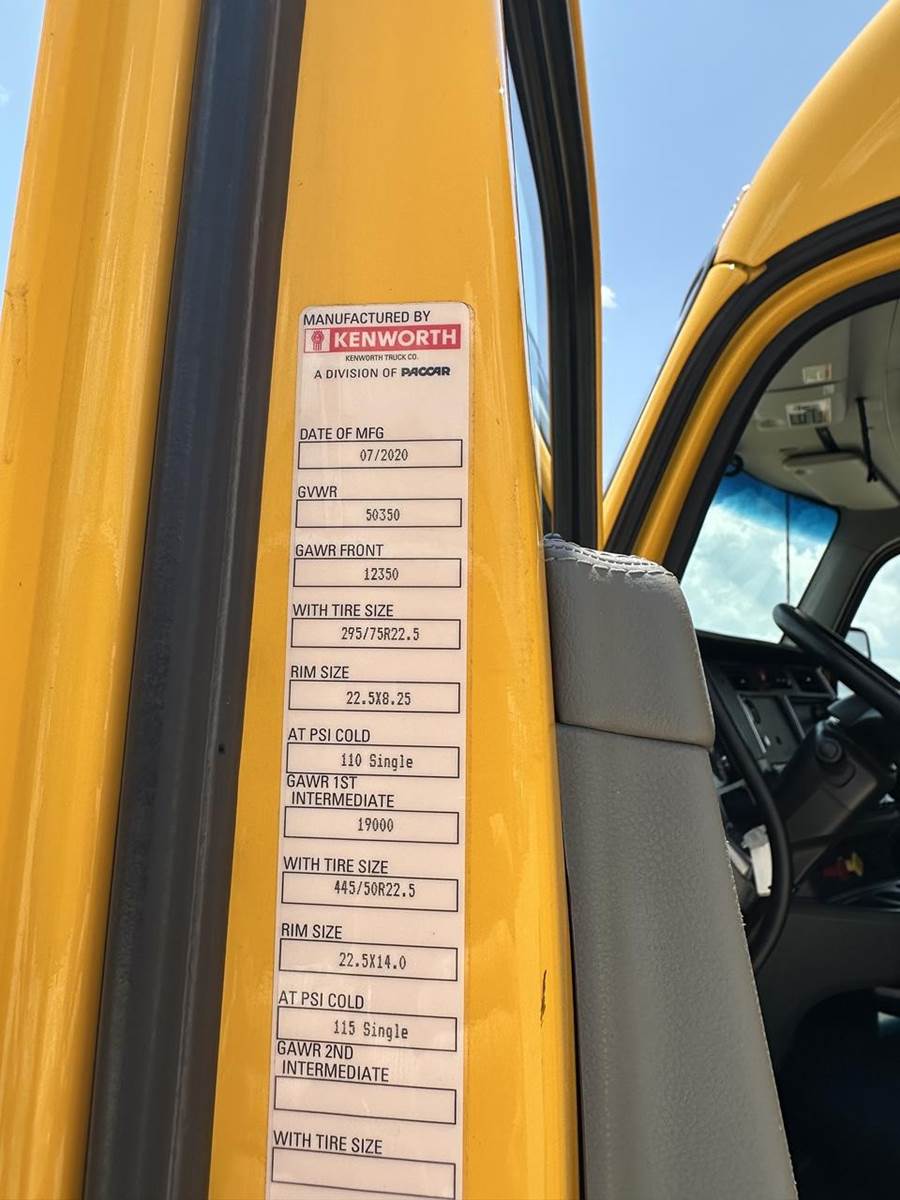 MANUFACTURED BY
KENWORTH
KENWORTH TRUCK CO.
A DIVISION OF PACCAR
DATE OF MFG
07/2020
GVWR
50350
GAWR FRONT
12350
WITH TIRE SIZE
295/75R22.5
RIM SIZE
22.5X8.25
AT PSI COLD
110 Single
GAWR 1ST
INTERMEDIATE
19000
WITH TIRE SIZE
445/50R22.5
RIM SIZE
22.5X14.0
AT PSI COLD
115 Single
GAWR 2ND
INTERMEDIATE
WITH TIRE SIZE